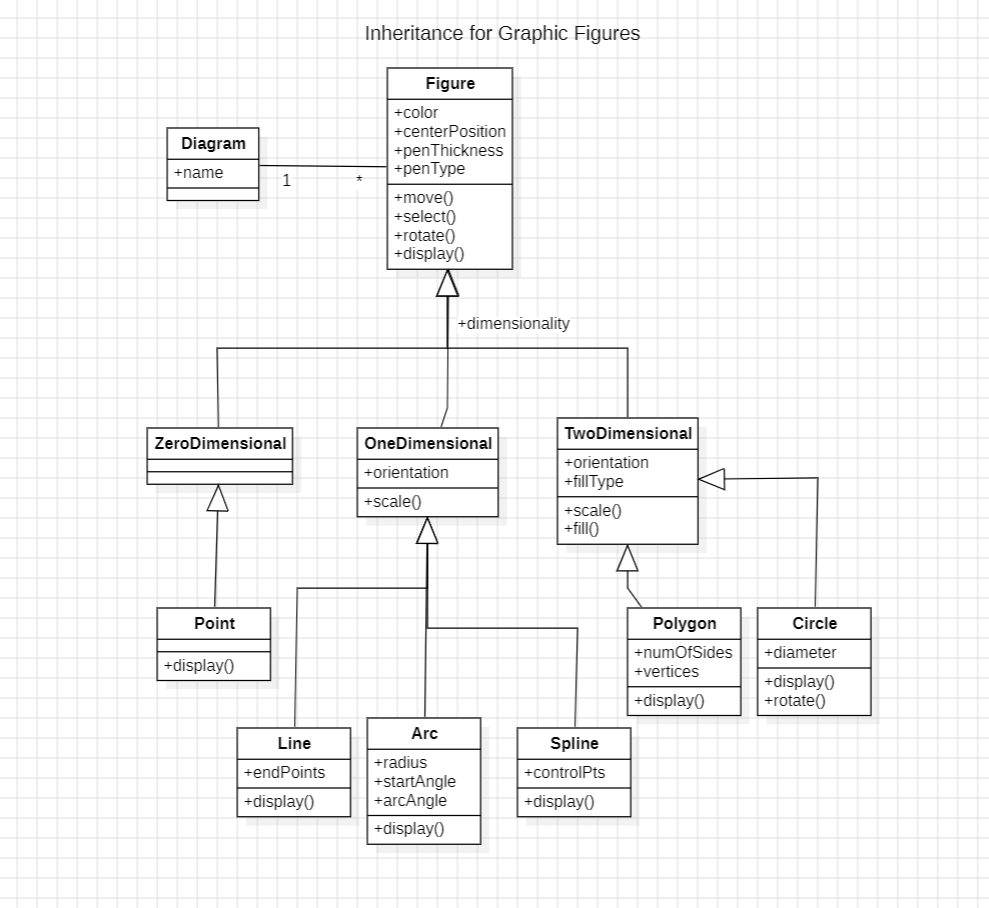 Inheritance for Graphic Figures
Figure
+color
+centerPosition
+penThickness
+penType
+move()
+select()
+rotate()
+display()
Diagram
+name
1
*
+dimensionality
ZeroDimensional
OneDimensional
+orientation
+scale()
TwoDimensional
+orientation
+fillType
+scale()
+fill()
Point
+display()
Polygon
+numOfSides
+vertices
+display()
Circle
+diameter
+display()
+rotate()
Line
+endPoints
+display()
Arc
+radius
+startAngle
+arcAngle
+display()
Spline
+controlPts
+display()